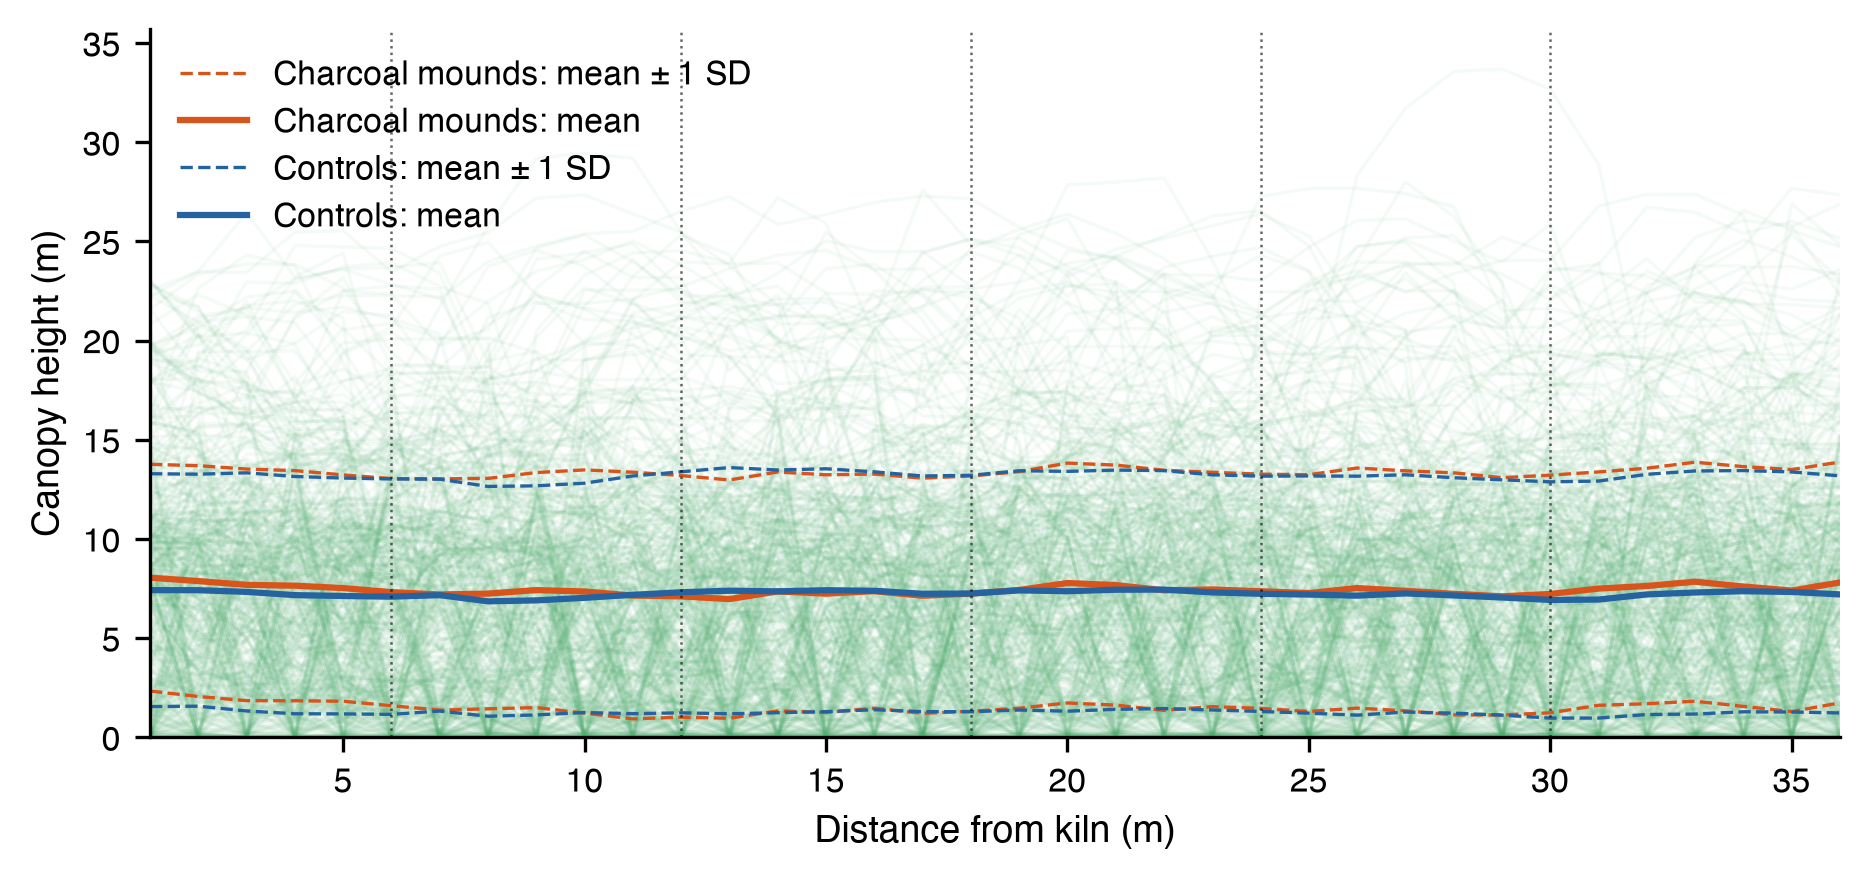 Charcoal mounds: mean ± 1 SD
Charcoal mounds: mean
Controls: mean ± 1 SD
Controls: mean
Canopy height (m)
35
30
25
20
15
10
5
0
5 10 15 20 25 30 35
Distance from kiln (m)